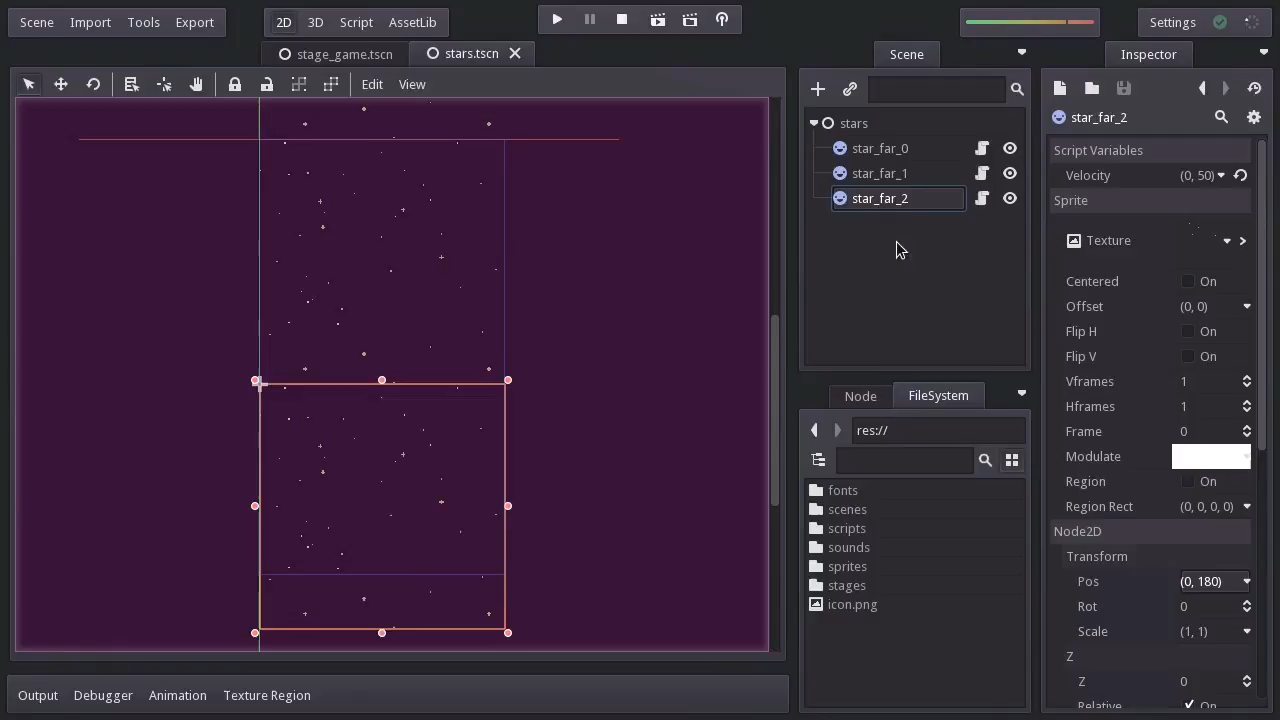 Scene Import Tools Export 2D 3D Script AssetLib Settings
stage_game.tscn stars.tscn Scene Inspector
Edit View
star_far_2
stars
star_far_0
star_far_1
star_far_2
Script Variables
Velocity (0, 50)
Sprite
Texture
Centered On
Offset (0, 0)
Flip H On
Flip V On
Vframes 1
Hframes 1
Frame 0
Modulate
Region On
Region Rect (0, 0, 0, 0)
Node2D
Transform
Pos (0, 180)
Rot 0
Scale (1, 1)
Z
Z 0
Relative On
Node FileSystem
res://
fonts
scenes
scripts
sounds
sprites
stages
icon.png
Output Debugger Animation Texture Region